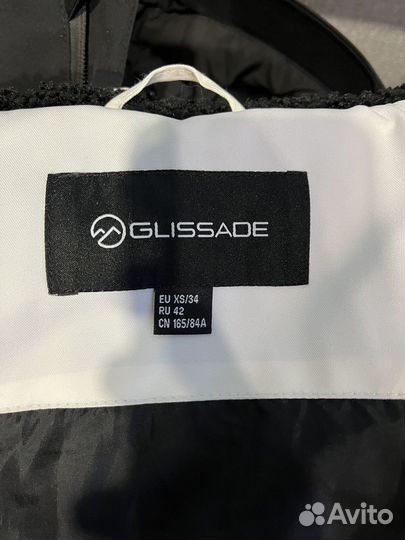 GLISSADE
EU XS/34
RU 42
CN 165/84A
Avito